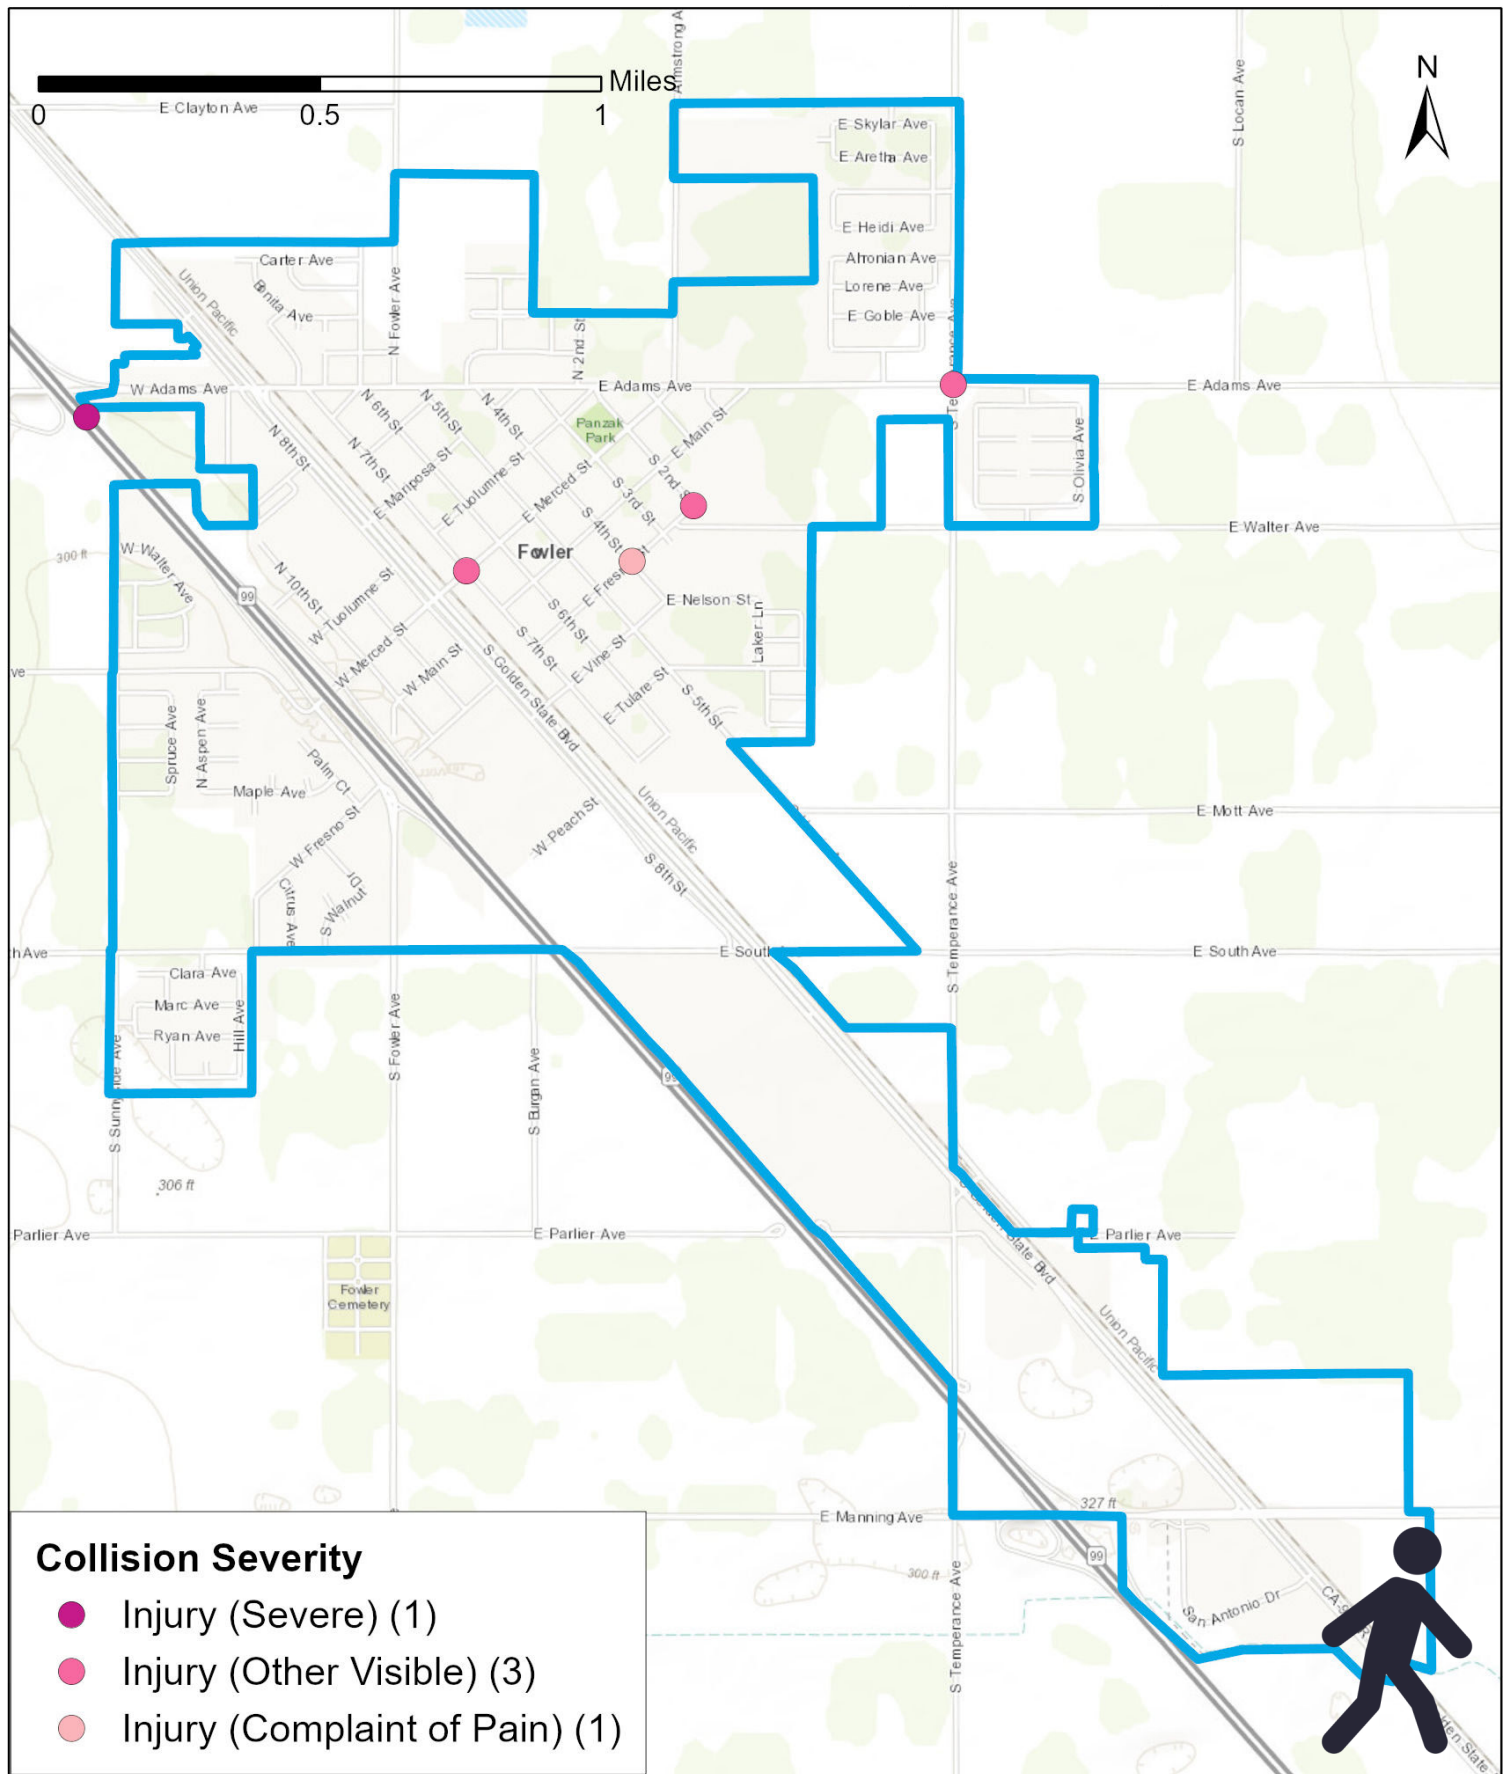 Miles
0
0.5
1
N
E Clayton Ave
Armstrong A
S Locan Ave
E Skylar Ave
E Aretha Ave
E Heidi Ave
Ahronian Ave
Lorene Ave
E Goble Ave
Carter Ave
Bonita Ave
Union Pacific
N Fowler Ave
N 2nd St
W Adams Ave
E Adams Ave
E Adams Ave
N 6th St
N 5th St
N 4th St
Panzak
Park
E Main St
N 8th St
N 7th St
E Mariposa St
E Tuolumne St
E Merced St
S 2nd S
S 3rd St
S 4th St
S Olivia Ave
E Walter Ave
300 ft
W Walter Ave
99
Fowler
E Fres
E Nelson St
N 10th St
W Tuolumne St
W Merced St
W Main St
S 6th St
S 7th St
E Vine St
E Tulare St
S 5th St
Laker Ln
S Golden State Blvd
ve
Spruce Ave
N Aspen Ave
Palm Ct
Maple Ave
W Fresno St
Citrus Ave
S Walnut
Dr
W Peach St
Union Pacific
S 8th St
E Mott Ave
S Temperance Ave
th Ave
E South
E South Ave
Clara Ave
Marc Ave
Ryan Ave
Hill Ave
S Fowler Ave
S Burgan Ave
306 ft
Parlier Ave
E Parlier Ave
E Parlier Ave
Fowler
Cemetery
Union Pacific
327 ft
E Manning Ave
99
300 ft
S Temperance Ave
San Antonio Dr
Collision Severity
Injury (Severe) (1)
Injury (Other Visible) (3)
Injury (Complaint of Pain) (1)